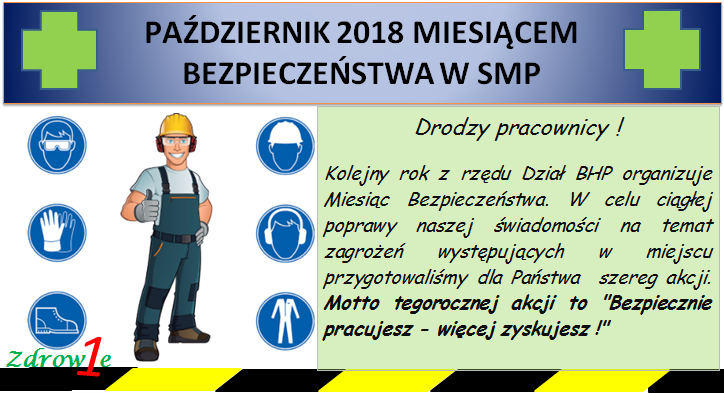 PAŹDZIERNIK 2018 MIESIĄCEM
BEZPIECZEŃSTWA W SMP
Drodzy pracownicy !
Kolejny rok z rzędu Dział BHP organizuje
Miesiąc Bezpieczeństwa. W celu ciągłej
poprawy naszej świadomości na temat
zagrożeń występujących w miejscu
przygotowaliśmy dla Państwa szereg akcji.
Motto tegorocznej akcji to "Bezpiecznie
pracujesz - więcej zyskujesz !"
Zdrow1e